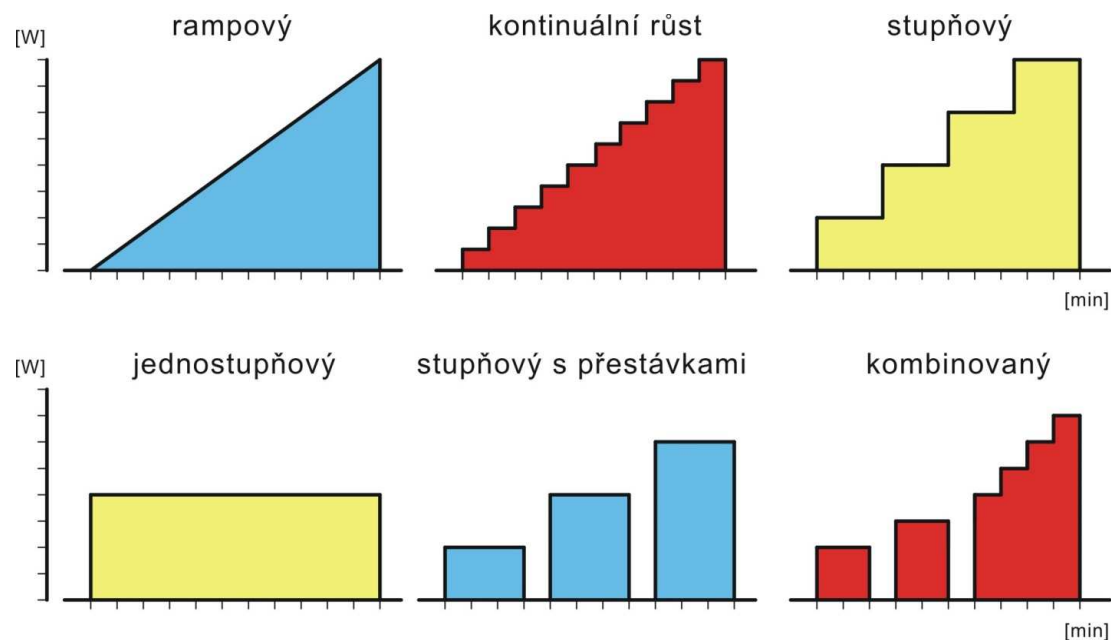 [W]
rampový
kontinuální růst
stupňový
[min]
[W]
jednostupňový
stupňový s přestávkami
kombinovaný
[min]